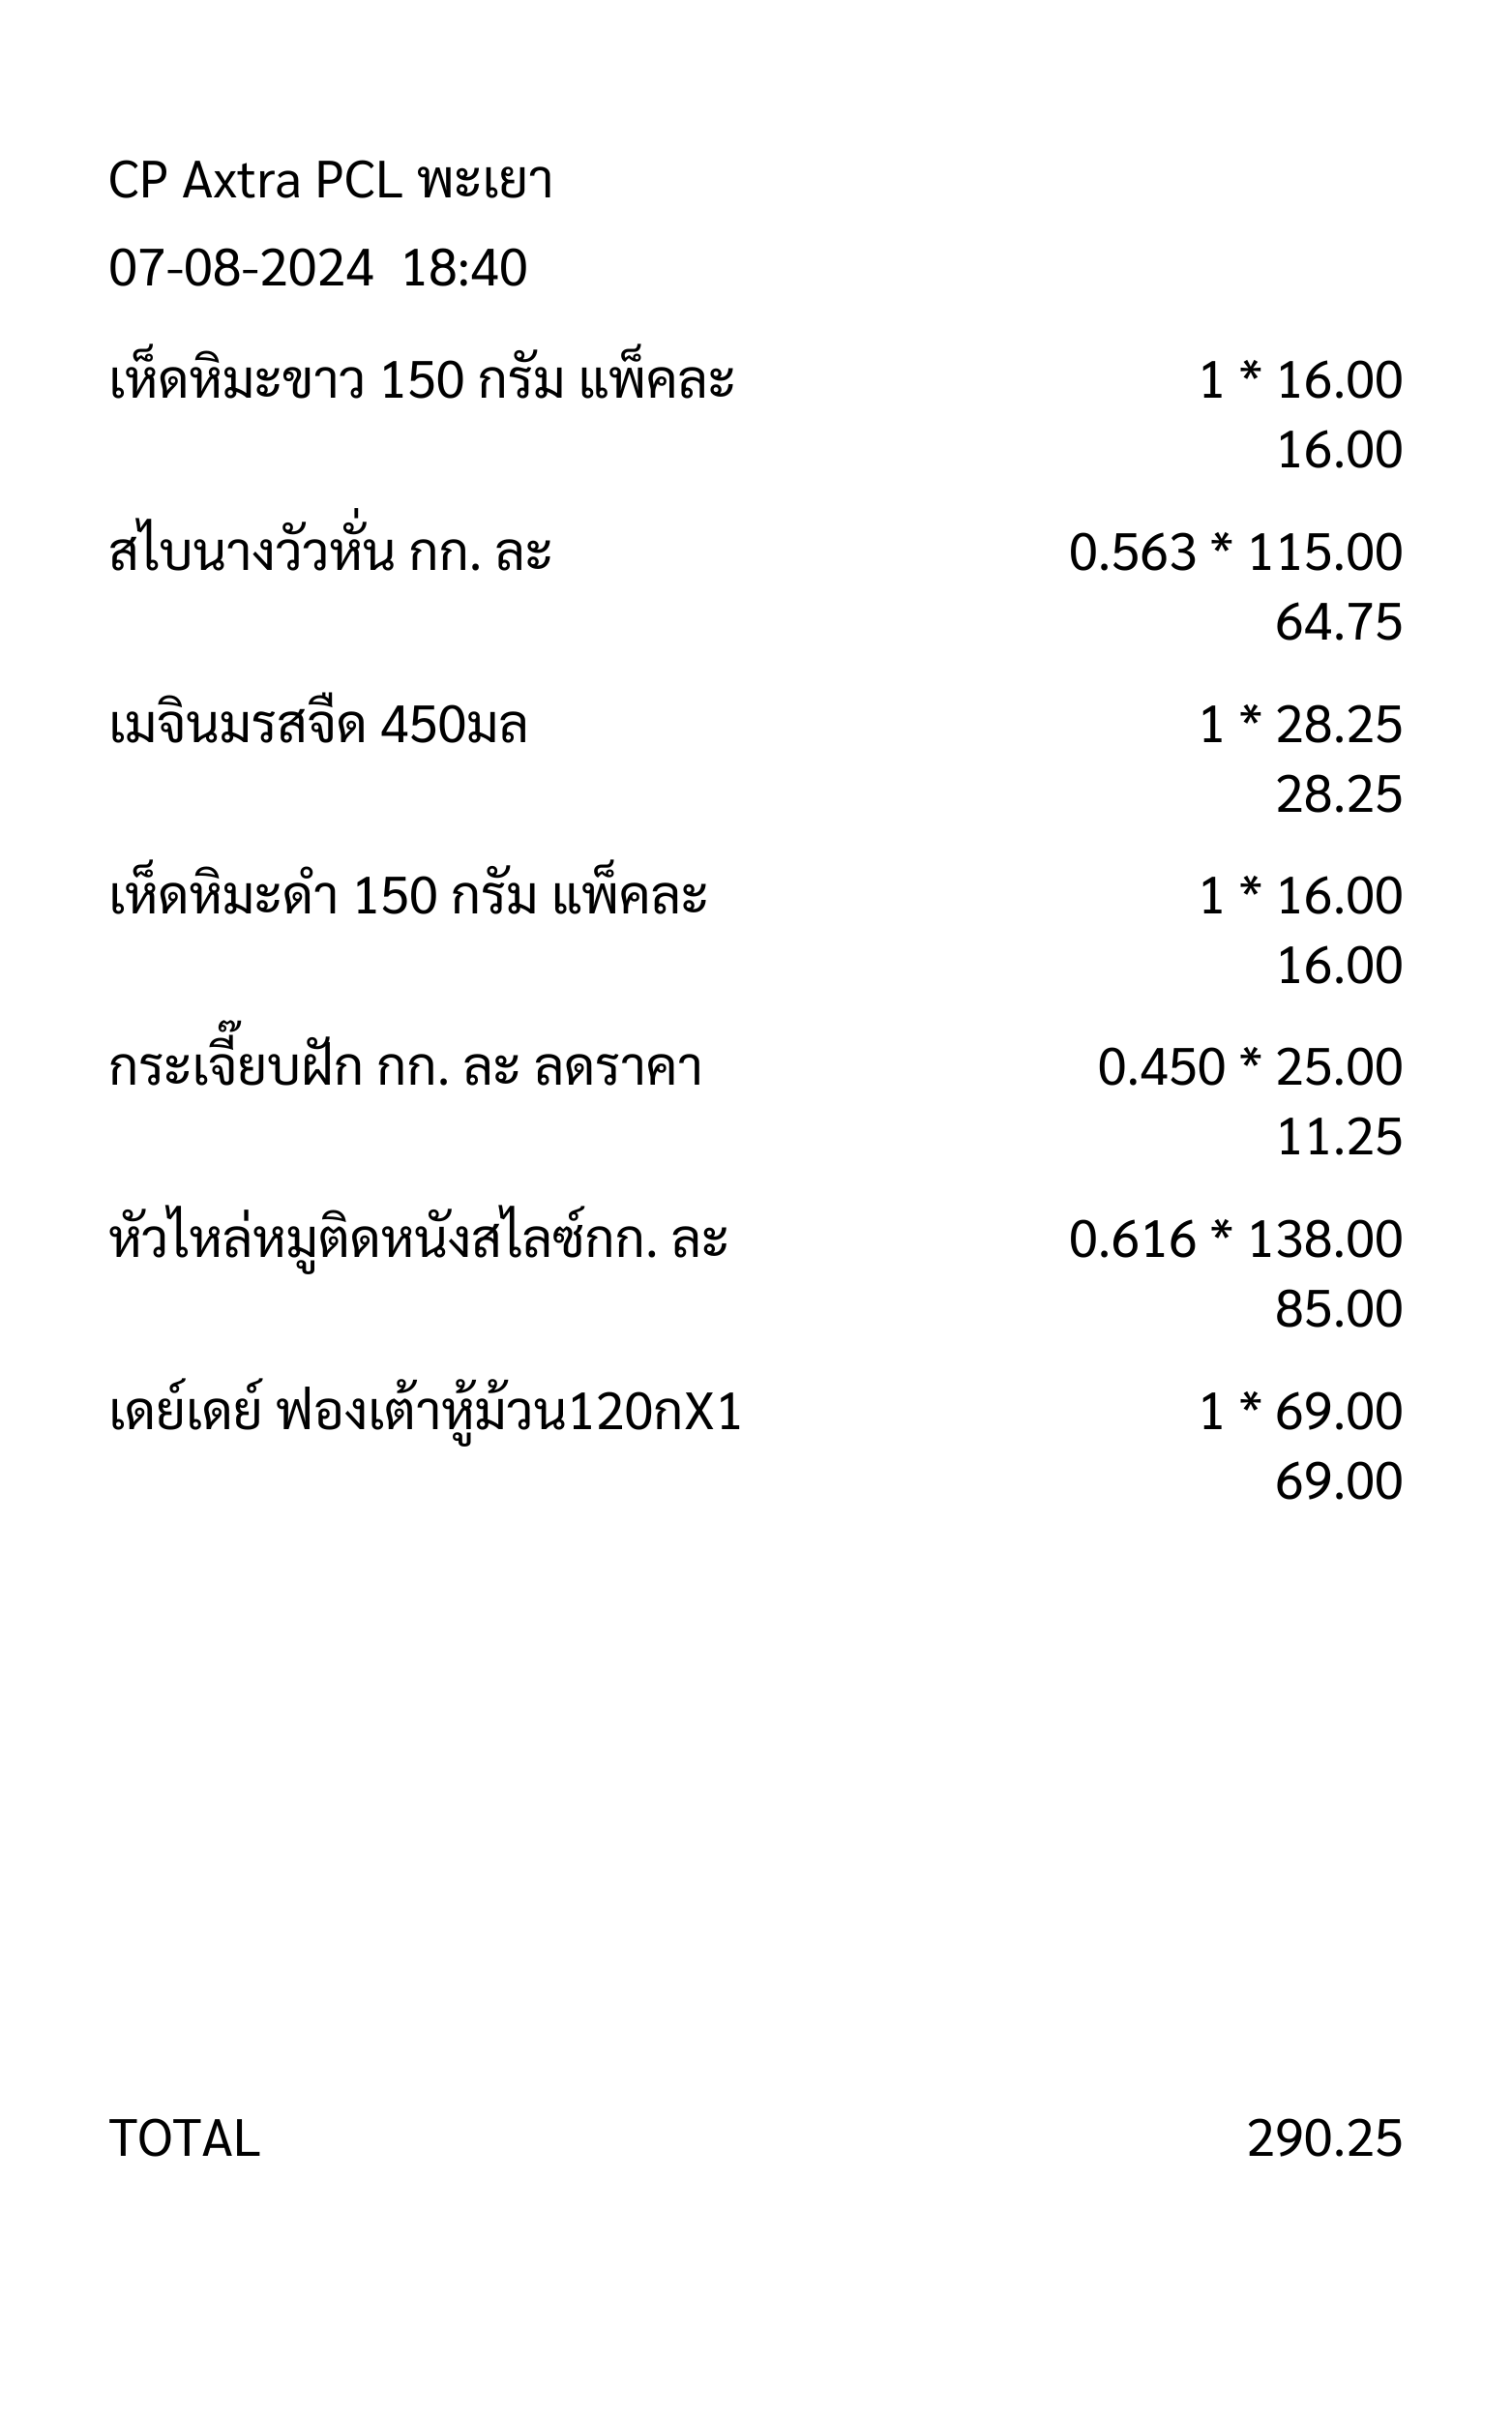 CP Axtra PCL พะเยา
07-08-2024  18:40
เห็ดหิมะขาว 150 กรัม แพ็คละ 1 * 16.00
16.00
สไบนางวัวหั่น กก. ละ 0.563 * 115.00
64.75
เมจินมรสจืด 450มล 1 * 28.25
28.25
เห็ดหิมะดำ 150 กรัม แพ็คละ 1 * 16.00
16.00
กระเจี๊ยบฝัก กก. ละ ลดราคา 0.450 * 25.00
11.25
หัวไหล่หมูติดหนังสไลซ์กก. ละ 0.616 * 138.00
85.00
เดย์เดย์ ฟองเต้าหู้ม้วน120กX1 1 * 69.00
69.00
TOTAL 290.25